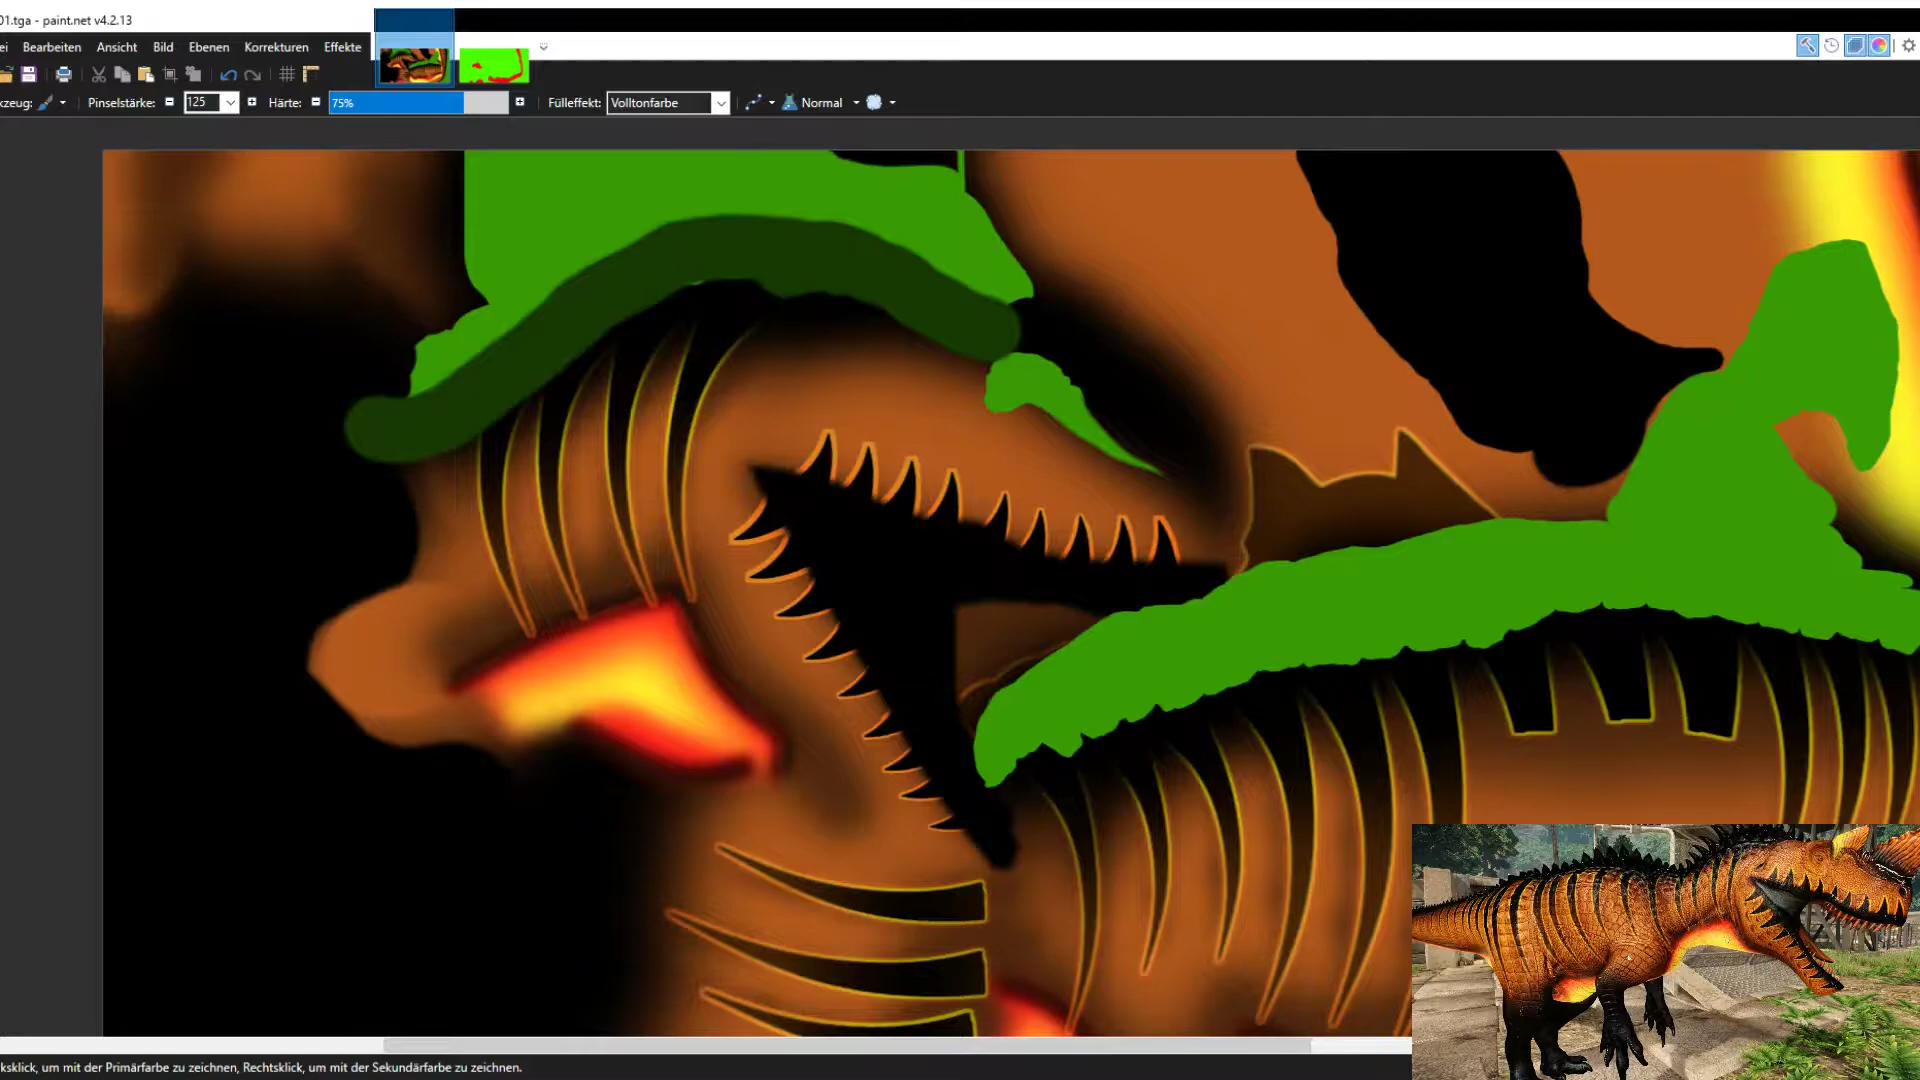 01.tga - paint.net v4.2.13
ei Bearbeiten Ansicht Bild Ebenen Korrekturen Effekte
kzeug: Pinselstärke: 125 Härte: 75% Fülleffekt: Volltonfarbe Normal
ksklick, um mit der Primärfarbe zu zeichnen, Rechtsklick, um mit der Sekundärfarbe zu zeichnen.